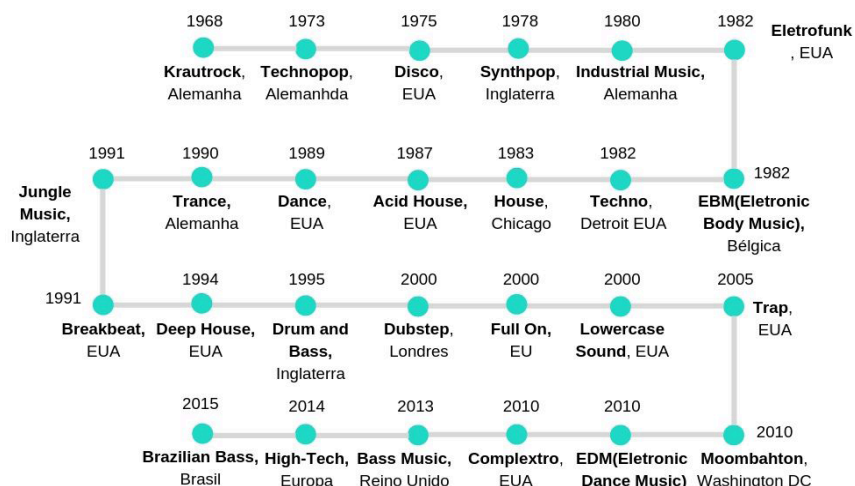 1968
Krautrock,
Alemanha
1973
Technopop,
Alemanhda
1975
Disco,
EUA
1978
Synthpop,
Inglaterra
1980
Industrial Music,
Alemanha
1982
Eletrofunk
, EUA
1982
EBM(Eletronic
Body Music),
Bélgica
1982
Techno,
Detroit EUA
1983
House,
Chicago
1987
Acid House,
EUA
1989
Dance,
EUA
1990
Trance,
Alemanha
1991
Jungle
Music,
Inglaterra
1991
Breakbeat,
EUA
1994
Deep House,
EUA
1995
Drum and
Bass,
Inglaterra
2000
Dubstep,
Londres
2000
Full On,
EU
2000
Lowercase
Sound, EUA
2005
Trap,
EUA
2010
Moombahton,
Washington DC
2010
EDM(Eletronic
Dance Music)
2010
Complextro,
EUA
2013
Bass Music,
Reino Unido
2014
High-Tech,
Europa
2015
Brazilian Bass,
Brasil